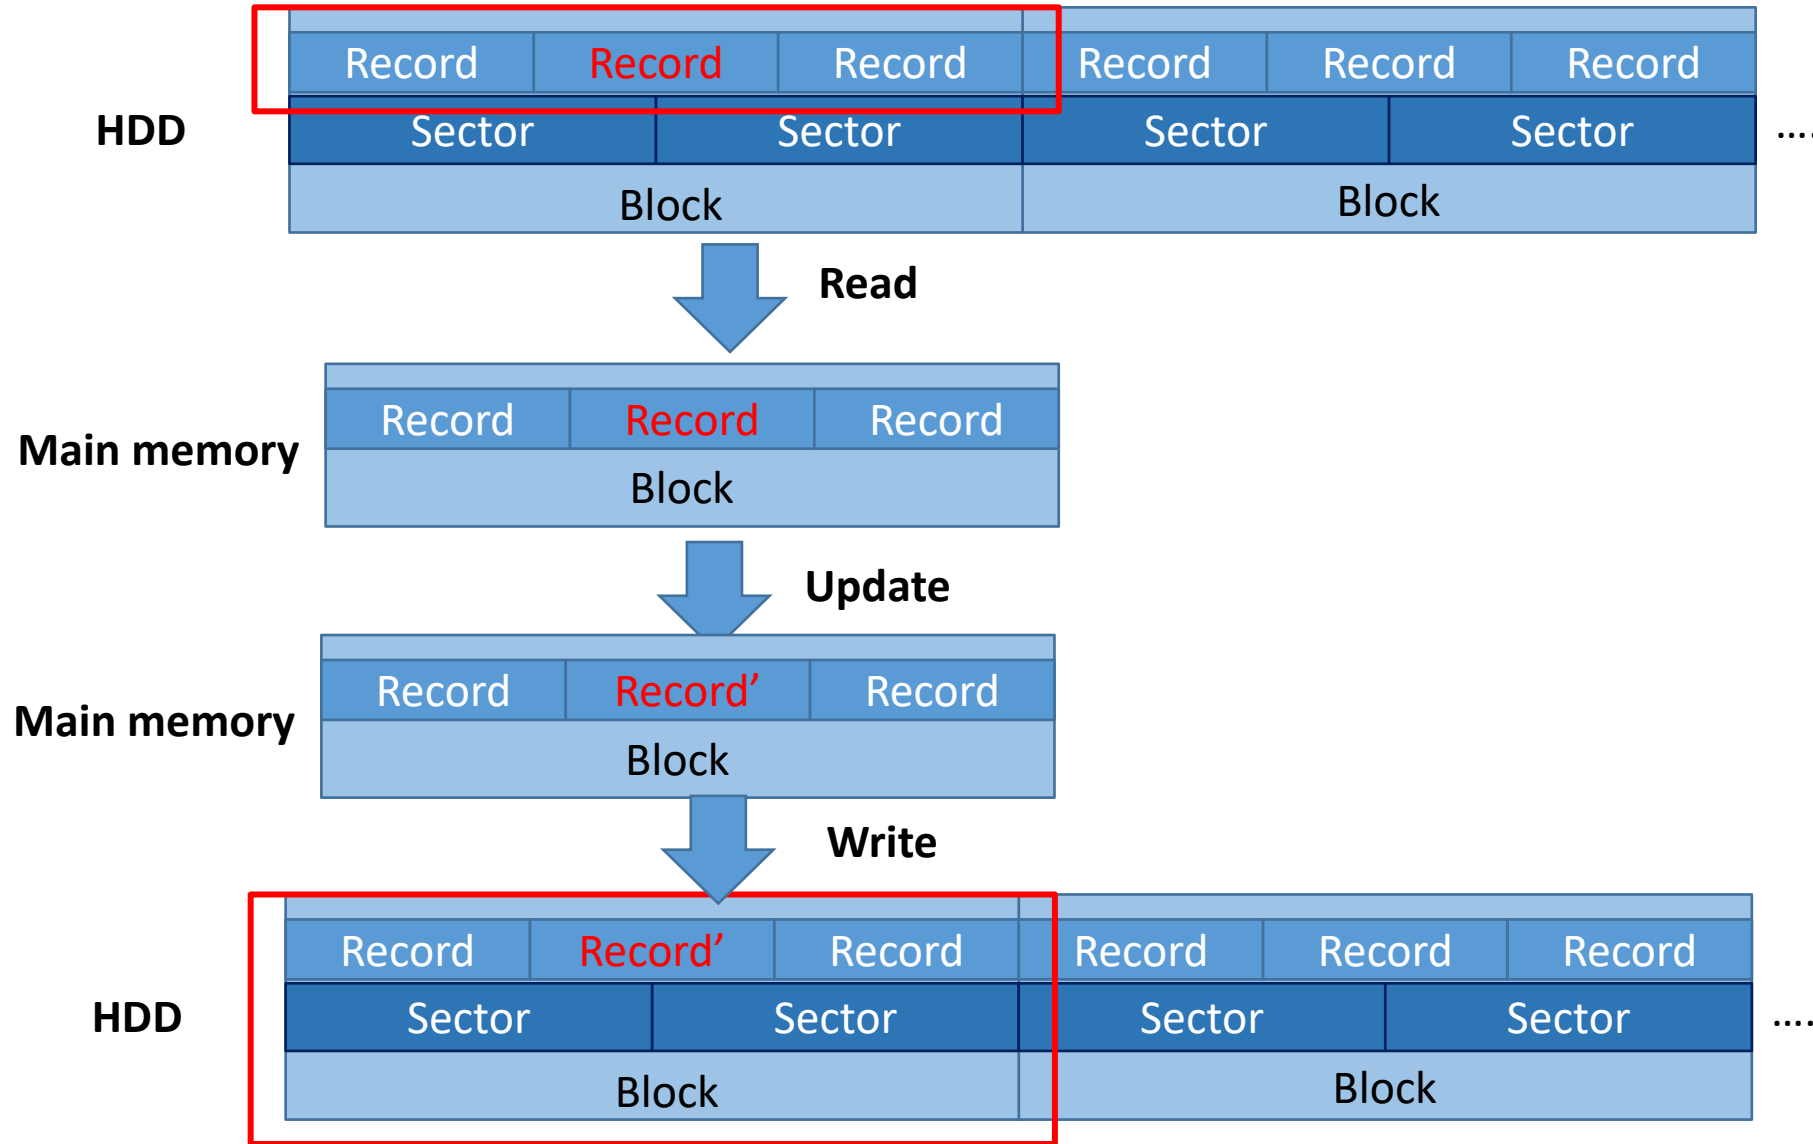 Record Record Record Record Record Record
HDD Sector Sector Sector Sector ....
Block Block
Read
Record Record Record
Main memory
Block
Update
Record Record’ Record
Main memory
Block
Write
Record Record’ Record Record Record Record
HDD Sector Sector Sector Sector ....
Block Block